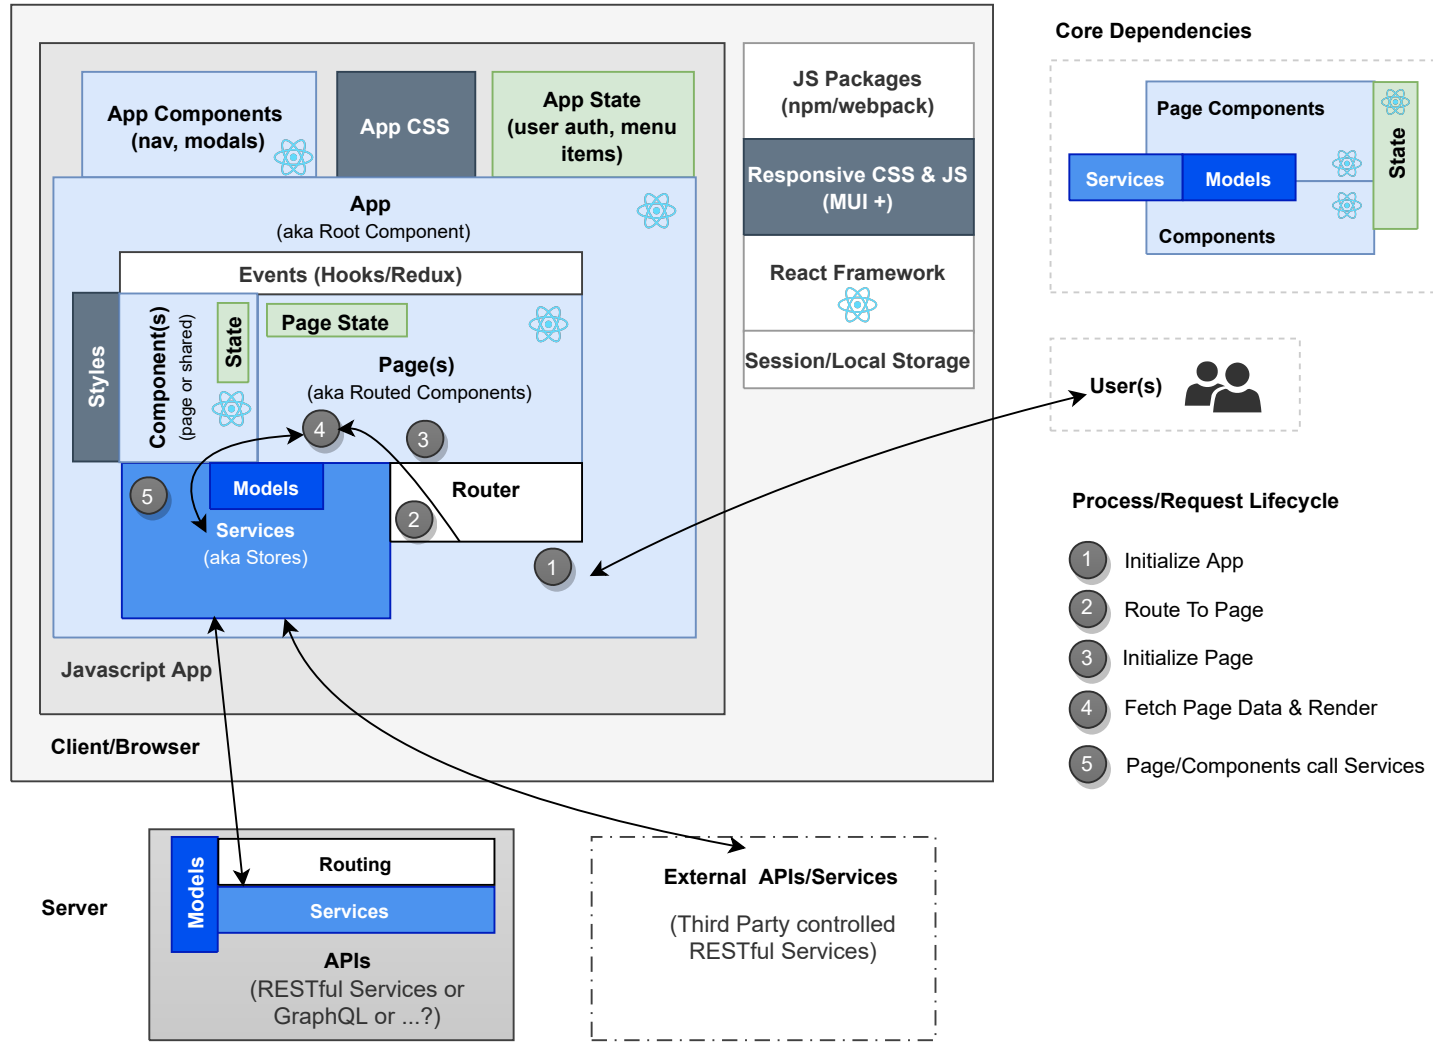 App Components
(nav, modals)
App CSS
App State
(user auth, menu
items)
App
(aka Root Component)
Events (Hooks/Redux)
Styles
Component(s)
(page or shared)
State
Page State
Page(s)
(aka Routed Components)
4
3
5
Models
Services
(aka Stores)
Router
2
1
Javascript App
Client/Browser
JS Packages
(npm/webpack)
Responsive CSS & JS
(MUI +)
React Framework
Session/Local Storage
Core Dependencies
Page Components
Services
Models
State
Components
User(s)
Process/Request Lifecycle
1 Initialize App
2 Route To Page
3 Initialize Page
4 Fetch Page Data & Render
5 Page/Components call Services
Server
Models
Routing
Services
APIs
(RESTful Services or
GraphQL or ...?)
External APIs/Services
(Third Party controlled
RESTful Services)